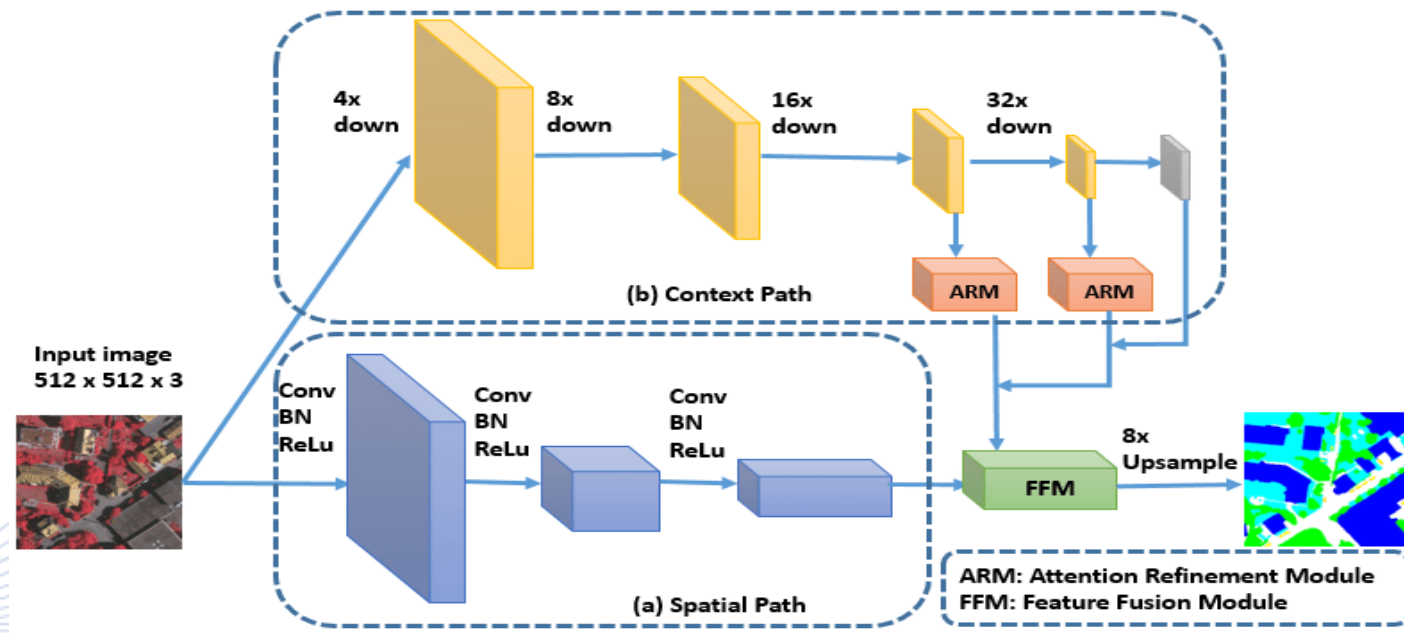 4x
down
8x
down
16x
down
32x
down
ARM
ARM
(b) Context Path
Input image
512 x 512 x 3
Conv
BN
ReLu
Conv
BN
ReLu
Conv
BN
ReLu
FFM
8x
Upsample
(a) Spatial Path
ARM: Attention Refinement Module
FFM: Feature Fusion Module